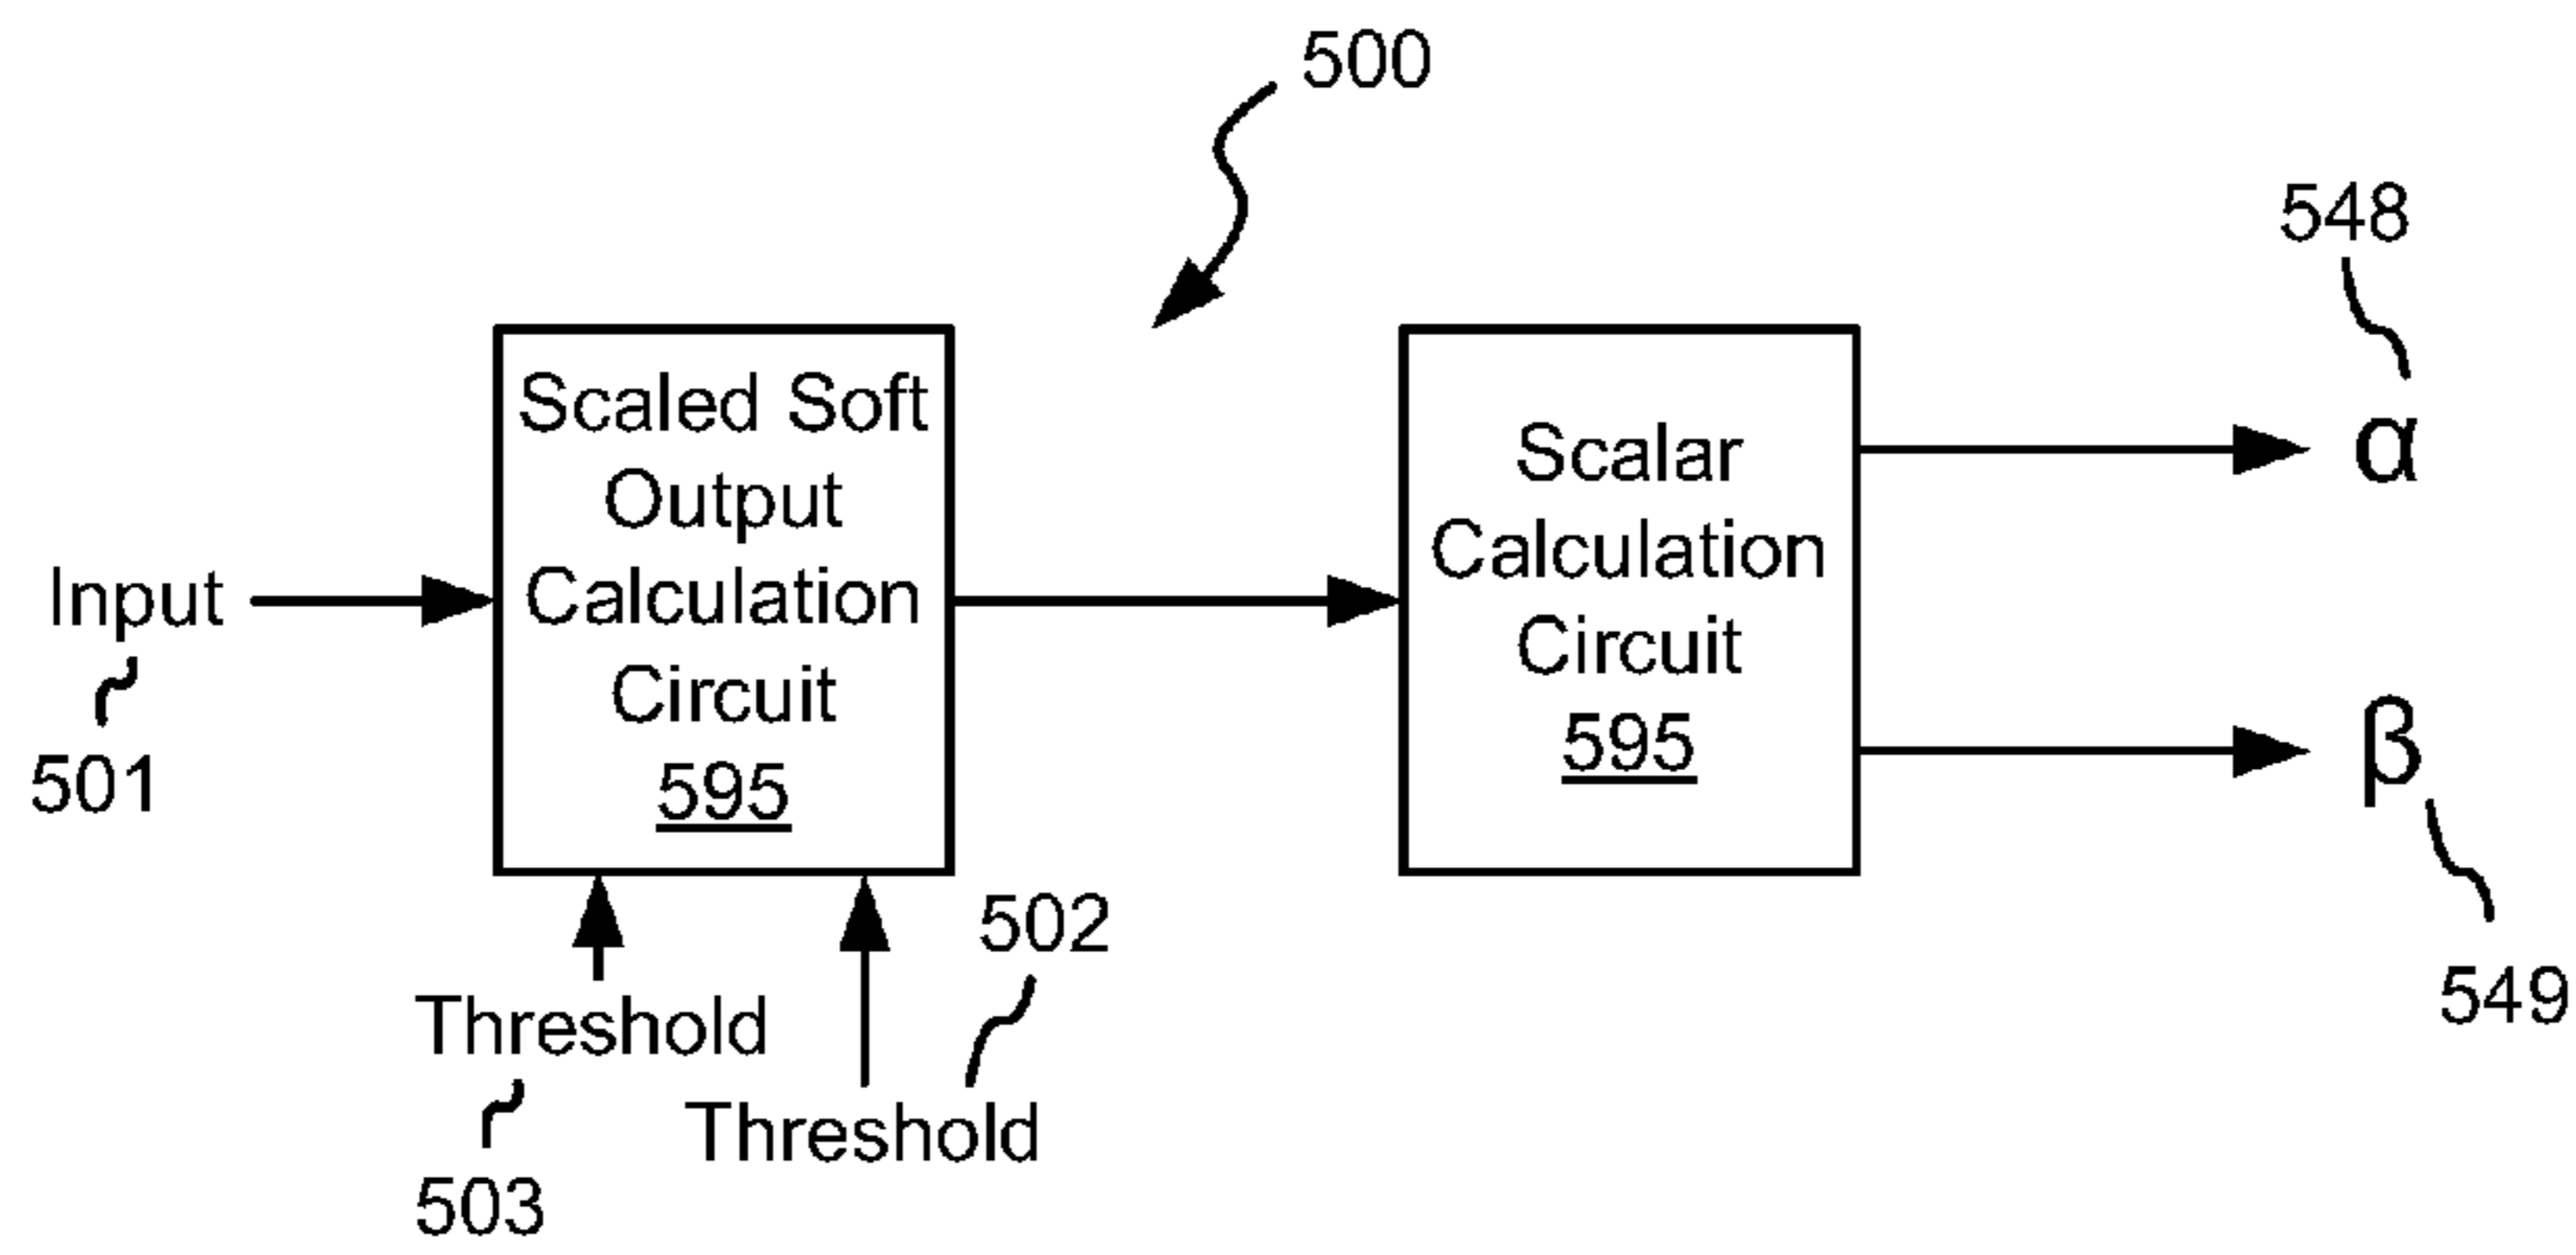 500
548
Scaled Soft
Output
Calculation
Circuit
595
Scalar
Calculation
Circuit
595
α
Input
501
β
549
502
Threshold
503
Threshold